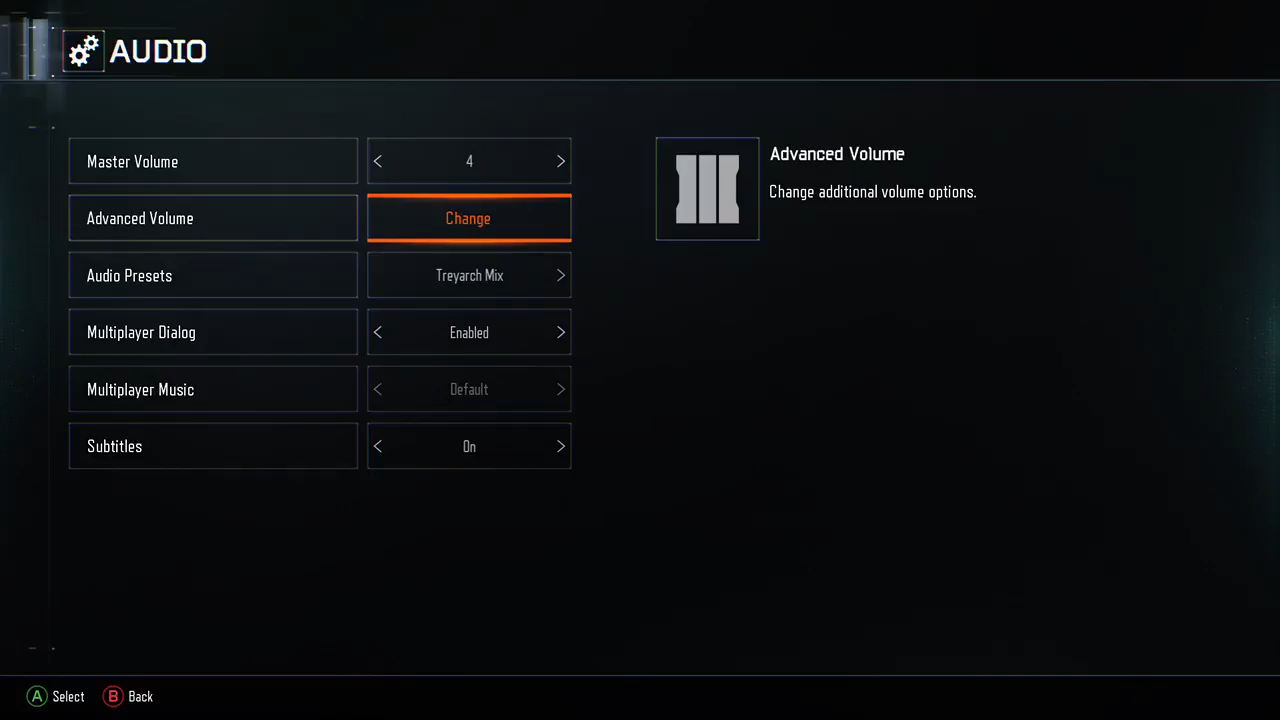 AUDIO
Master Volume
4
Advanced Volume
Change
Audio Presets
Treyarch Mix
Multiplayer Dialog
Enabled
Multiplayer Music
Default
Subtitles
On
Advanced Volume
Change additional volume options.
A Select B Back